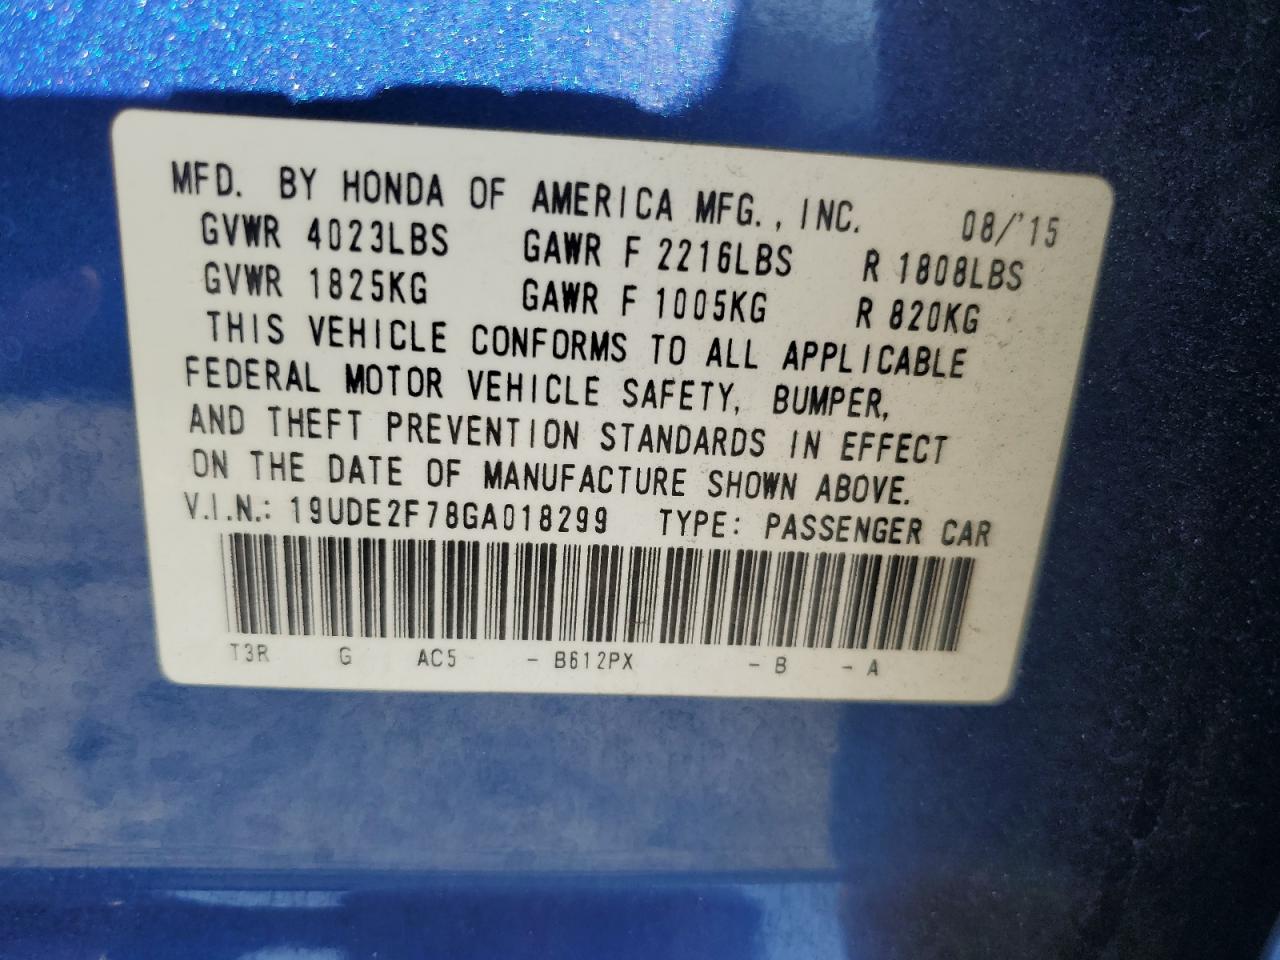 MFD. BY HONDA OF AMERICA MFG., INC. 08/'15
GVWR 4023LBS GAWR F 2216LBS R 1808LBS
GVWR 1825KG GAWR F 1005KG R 820KG
THIS VEHICLE CONFORMS TO ALL APPLICABLE
FEDERAL MOTOR VEHICLE SAFETY, BUMPER,
AND THEFT PREVENTION STANDARDS IN EFFECT
ON THE DATE OF MANUFACTURE SHOWN ABOVE.
V.I.N.: 19UDE2F78GA018299 TYPE: PASSENGER CAR
T3R G AC5 - B612PX - B - A